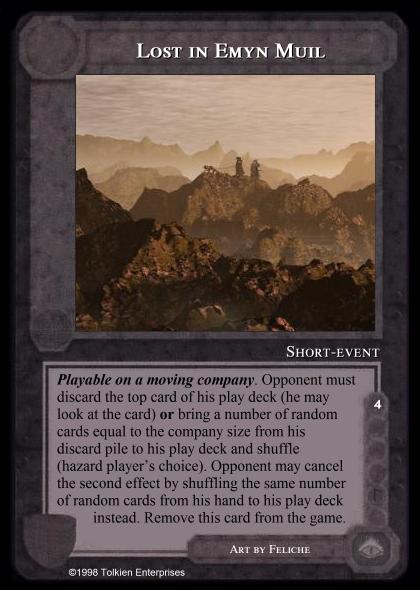 Lost in Emyn Muil
Short-event
Playable on a moving company. Opponent must
discard the top card of his play deck (he may
look at the card) or bring a number of random
cards equal to the company size from his
discard pile to his play deck and shuffle
(hazard player's choice). Opponent may cancel
the second effect by shuffling the same number
of random cards from his hand to his play deck
instead. Remove this card from the game.
4
Art by Feliche
©1998 Tolkien Enterprises